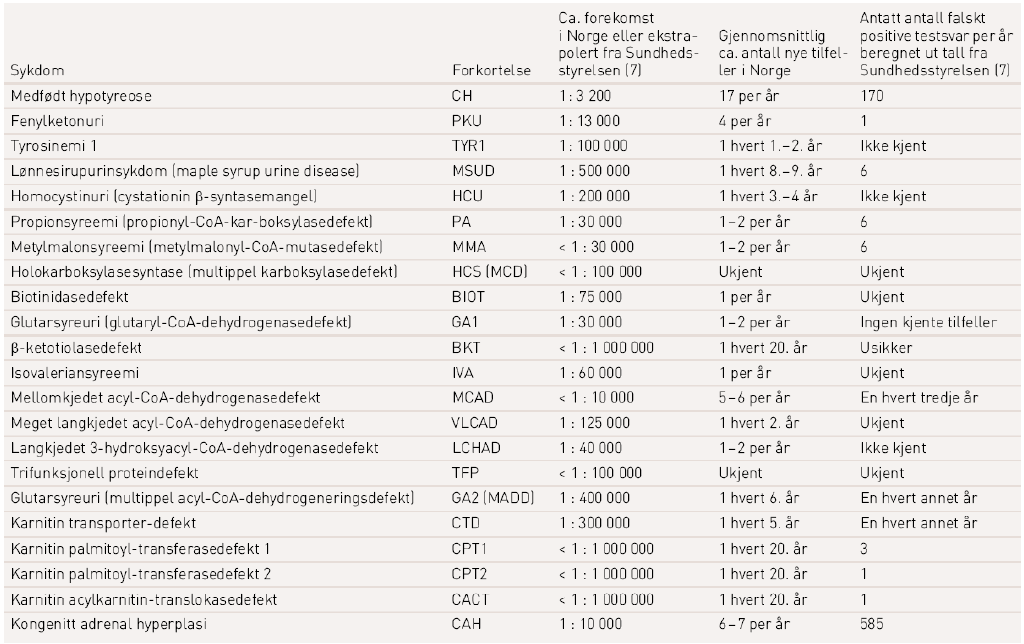 Sykdom Forkortelse Ca. forekomst i Norge eller ekstra-polert fra Sundheds-styrelsen (7) Gjennomsnittlig ca. antall nye tilfel-ler i Norge Antatt antall falskt positive testsvar per år beregnet ut tall fra Sundhedsstyrelsen (7)
Medfødt hypotyreose CH 1 : 3 200 17 per år 170
Fenylketonuri PKU 1 : 13 000 4 per år 1
Tyrosinemi 1 TYR1 1 : 100 000 1 hvert 1.–2. år Ikke kjent
Lønnesirupurinsykdom (maple syrup urine disease) MSUD 1 : 500 000 1 hvert 8.–9. år 6
Homocystinuri (cystationin β-syntasemangel) HCU 1 : 200 000 1 hvert 3.–4 år Ikke kjent
Propionsyreemi (propionyl-CoA-kar-boksylasedefekt) PA 1 : 30 000 1–2 per år 6
Metylmalonsyreemi (metylmalonyl-CoA-mutasedefekt) MMA < 1 : 30 000 1–2 per år 6
Holokarboksylasesyntase (multippel karboksylasedefekt) HCS (MCD) < 1 : 100 000 Ukjent Ukjent
Biotinidasedefekt BIOT 1 : 75 000 1 per år Ukjent
Glutarsyreuri (glutaryl-CoA-dehydrogenasedefekt) GA1 1 : 30 000 1–2 per år Ingen kjente tilfeller
β-ketotiolasedefekt BKT < 1 : 1 000 000 1 hvert 20. år Usikker
Isovaleriansyreemi IVA 1 : 60 000 1 per år Ukjent
Mellomkjedet acyl-CoA-dehydrogenasedefekt MCAD < 1 : 10 000 5–6 per år En hvert tredje år
Meget langkjedet acyl-CoA-dehydrogenasedefekt VLCAD 1 : 125 000 1 hvert 2. år Ukjent
Langkjedet 3-hydroksyacyl-CoA-dehydrogenasedefekt LCHAD 1 : 40 000 1–2 per år Ikke kjent
Trifunksjonell proteindefekt TFP < 1 : 100 000 Ukjent Ukjent
Glutarsyreuri (multippel acyl-CoA-dehydrogeneringsdefekt) GA2 (MADD) 1 : 400 000 1 hvert 6. år En hvert annet år
Karnitin transporter-defekt CTD 1 : 300 000 1 hvert 5. år En hvert annet år
Karnitin palmitoyl-transferasedefekt 1 CPT1 < 1 : 1 000 000 1 hvert 20. år 3
Karnitin palmitoyl-transferasedefekt 2 CPT2 < 1 : 1 000 000 1 hvert 20. år 1
Karnitin acylkarnitin-translokasedefekt CACT < 1 : 1 000 000 1 hvert 20. år 1
Kongenitt adrenal hyperplasi CAH 1 : 10 000 6–7 per år 585